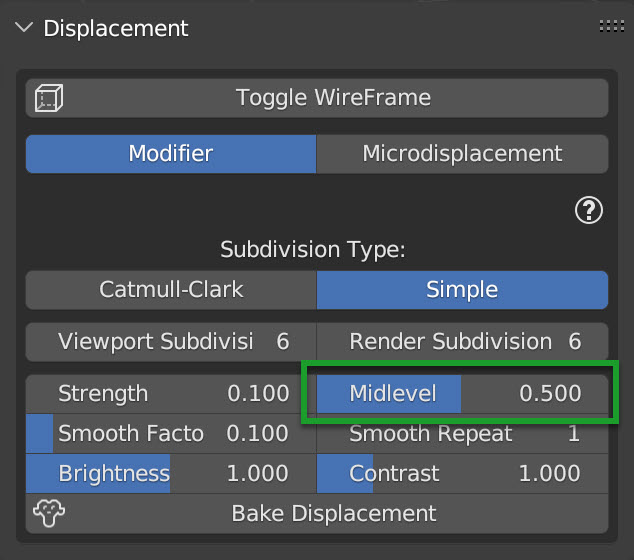 Displacement
Toggle WireFrame
Modifier Microdisplacement
?
Subdivision Type:
Catmull-Clark Simple
Viewport Subdivisi 6 Render Subdivision 6
Strength 0.100 Midlevel 0.500
Smooth Facto 0.100 Smooth Repeat 1
Brightness 1.000 Contrast 1.000
Bake Displacement